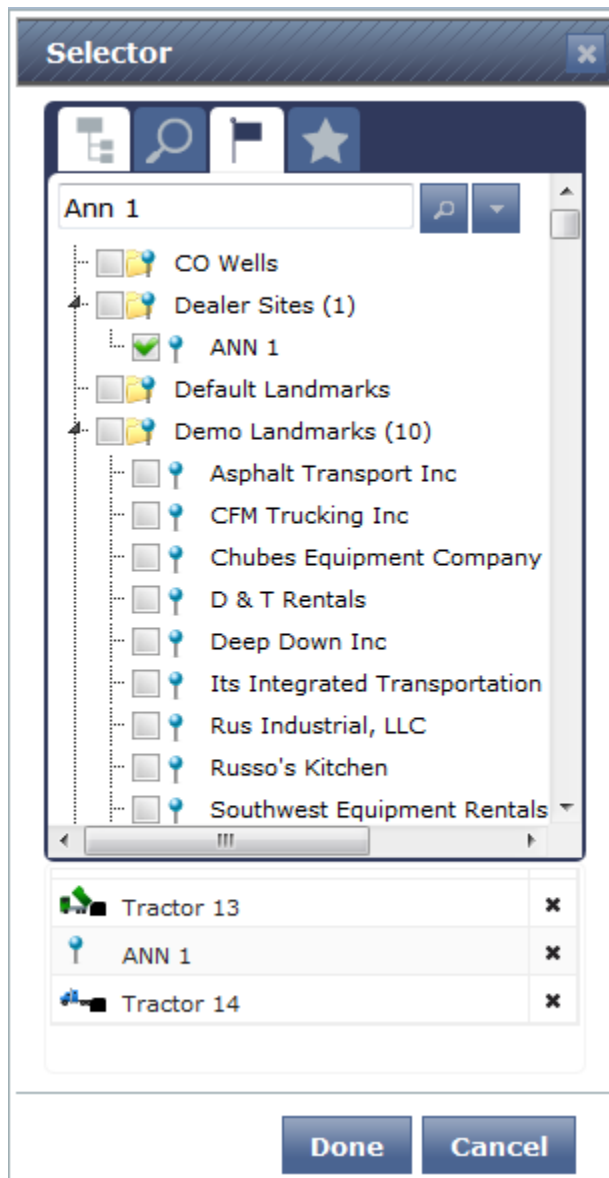 Selector
Ann 1
CO Wells
Dealer Sites (1)
ANN 1
Default Landmarks
Demo Landmarks (10)
Asphalt Transport Inc
CFM Trucking Inc
Chubes Equipment Company
D & T Rentals
Deep Down Inc
Its Integrated Transportation
Rus Industrial, LLC
Russo's Kitchen
Southwest Equipment Rentals
Tractor 13
ANN 1
Tractor 14
Done Cancel